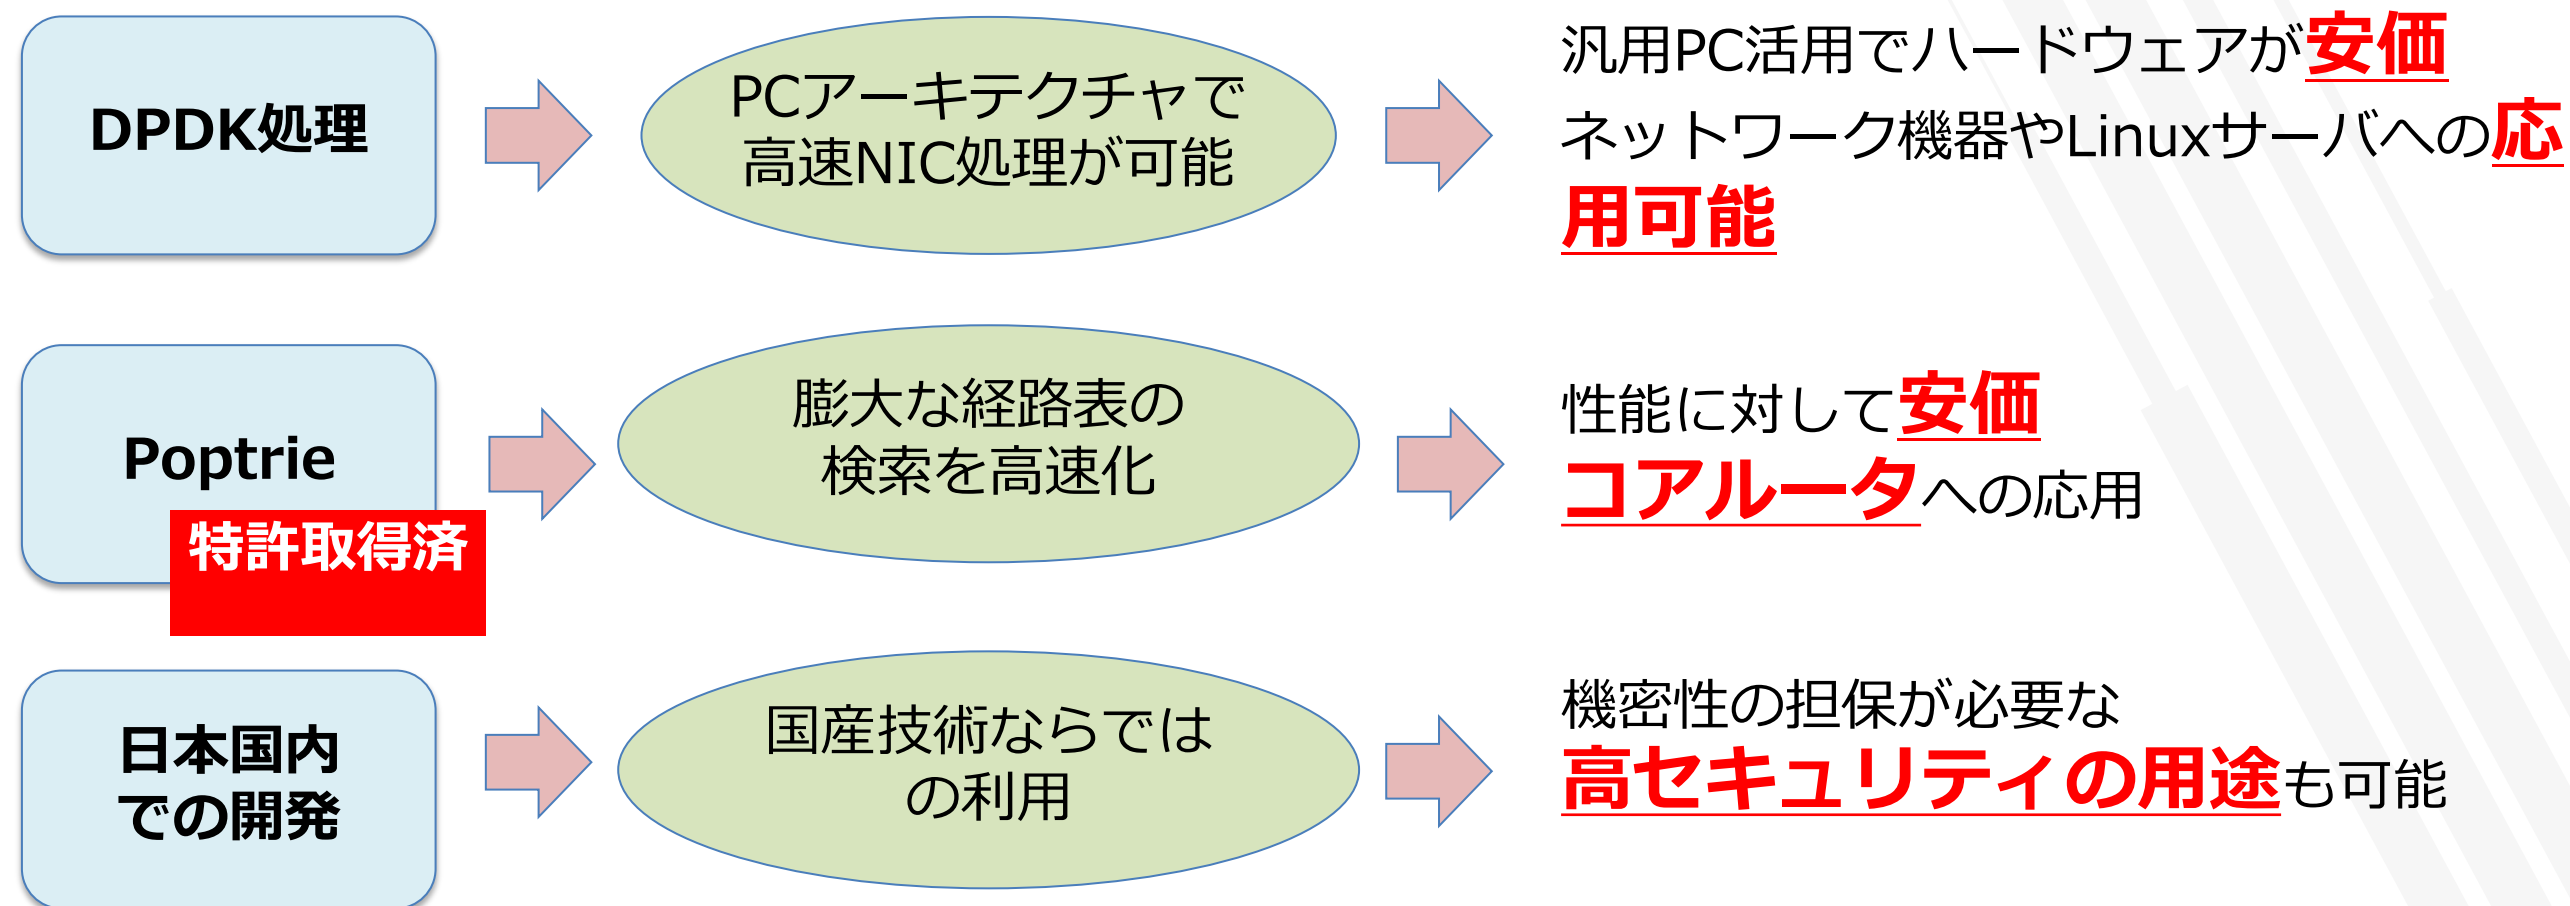 DPDK処理
PCアーキテクチャで
高速NIC処理が可能
汎用PC活用でハードウェアが安価
ネットワーク機器やLinuxサーバへの応
用可能
Poptrie
特許取得済
膨大な経路表の
検索を高速化
性能に対して安価
コアルータへの応用
日本国内
での開発
国産技術ならでは
の利用
機密性の担保が必要な
高セキュリティの用途も可能